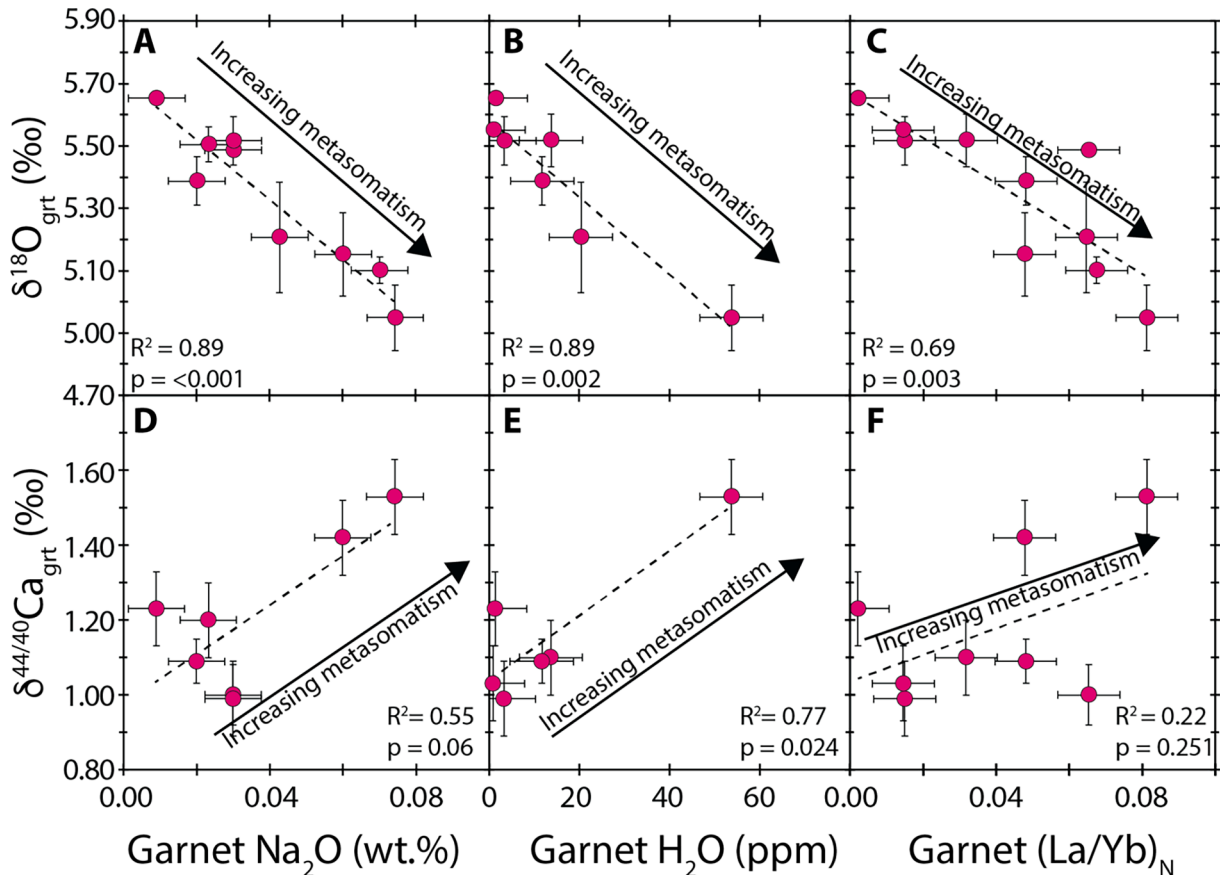 A
B
C
Increasing metasomatism
Increasing metasomatism
Increasing metasomatism
5.90
5.70
5.50
5.30
5.10
5.00
4.70
δ¹⁸O grt (‰)
R² = 0.89
p = <0.001
R² = 0.89
p = 0.002
R² = 0.69
p = 0.003
D
E
F
Increasing metasomatism
Increasing metasomatism
Increasing metasomatism
1.60
1.40
1.20
1.00
0.80
δ⁴⁴/⁴⁰Ca grt (‰)
R² = 0.55
p = 0.06
R² = 0.77
p = 0.024
R² = 0.22
p = 0.251
0.00 0.04 0.08
0 20 40 60
0.00 0.04 0.08
Garnet Na₂O (wt.%)
Garnet H₂O (ppm)
Garnet (La/Yb)N